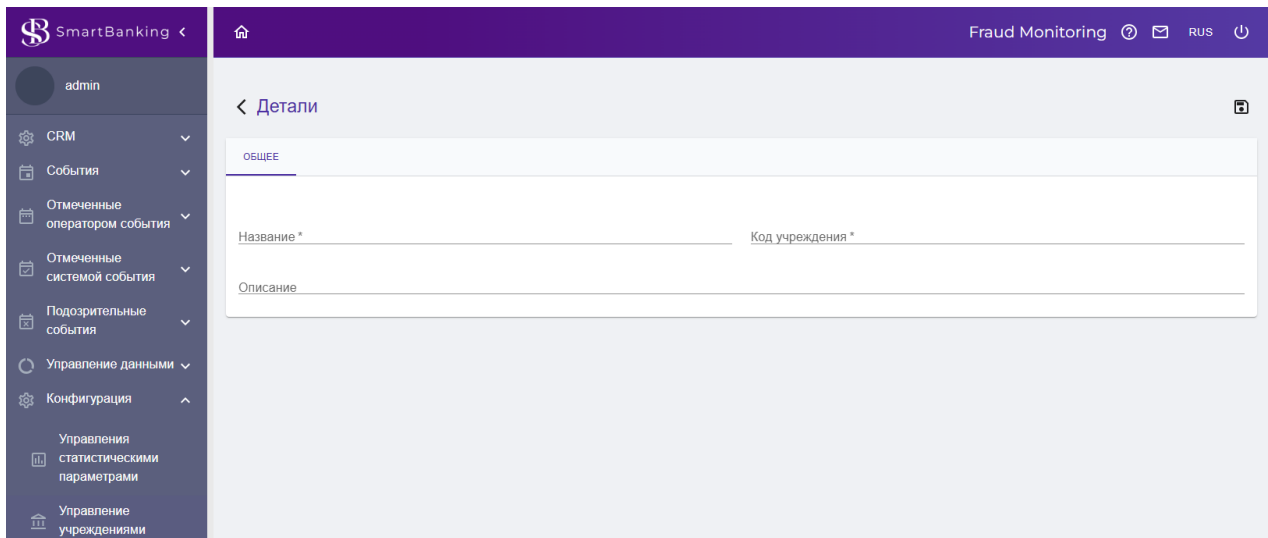 SmartBanking
Fraud Monitoring
RUS
admin
Детали
CRM
ОБЩЕЕ
События
Отмеченные
оператором события
Название *
Код учреждения *
Отмеченные
системой события
Описание
Подозрительные
события
Управление данными
Конфигурация
Управления
статистическими
параметрами
Управление
учреждениями